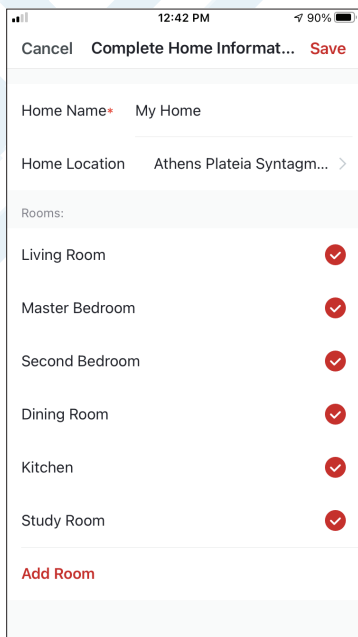 12:42 PM 90%
Cancel Complete Home Informat... Save
Home Name* My Home
Home Location Athens Plateia Syntagm...
Rooms:
Living Room
Master Bedroom
Second Bedroom
Dining Room
Kitchen
Study Room
Add Room